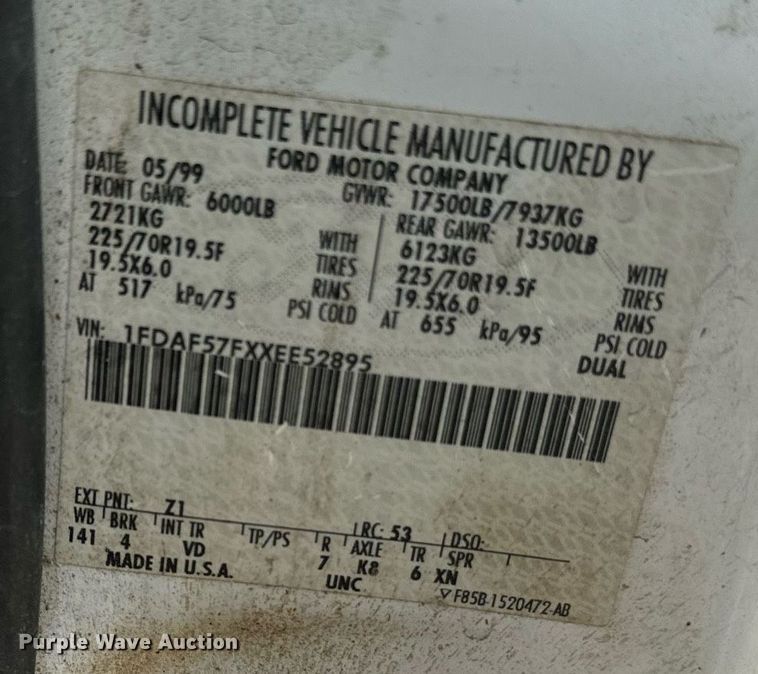 INCOMPLETE VEHICLE MANUFACTURED BY
FORD MOTOR COMPANY
DATE: 05/99 GVWR: 17500LB/7937KG
FRONT GAWR: 6000LB REAR GAWR: 13500LB
2721KG WITH 6123KG WITH
225/70R19.5F TIRES 225/70R19.5F TIRES
19.5X6.0 RIMS 19.5X6.0 RIMS
AT 517 kPa/75 PSI COLD AT 655 kPa/95 PSI COLD
DUAL
VIN: 1FDAF57FXXEE52895
EXT PNT: Z1 RC: 53 DSO:
WB BRK INT TR TP/PS R AXLE TR SPR
141 4 VD 7 K8 6 XN
MADE IN U.S.A. UNC
▽ F85B-1520472-AB
Purple Wave Auction